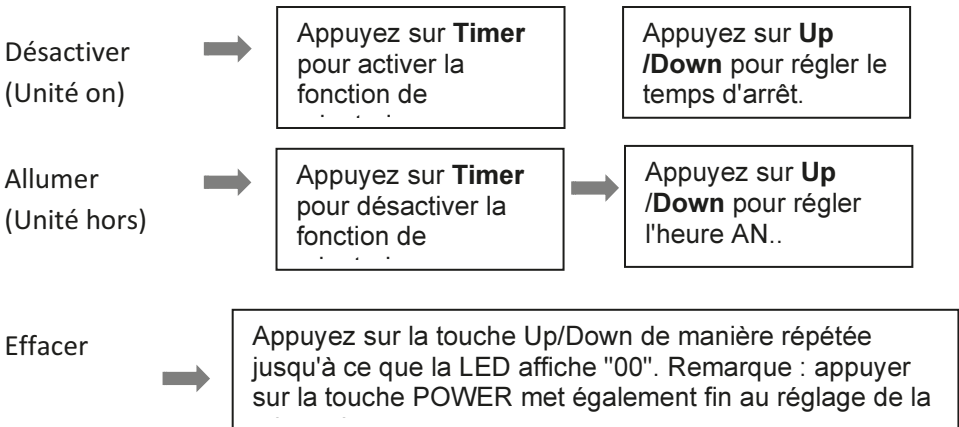 Désactiver
(Unité on)
Appuyez sur Timer
pour activer la
fonction de
Appuyez sur Up
/Down pour régler le
temps d'arrêt.
Allumer
(Unité hors)
Appuyez sur Timer
pour désactiver la
fonction de
Appuyez sur Up
/Down pour régler
l'heure AN..
Effacer
Appuyez sur la touche Up/Down de manière répétée
jusqu'à ce que la LED affiche "00". Remarque : appuyer
sur la touche POWER met également fin au réglage de la